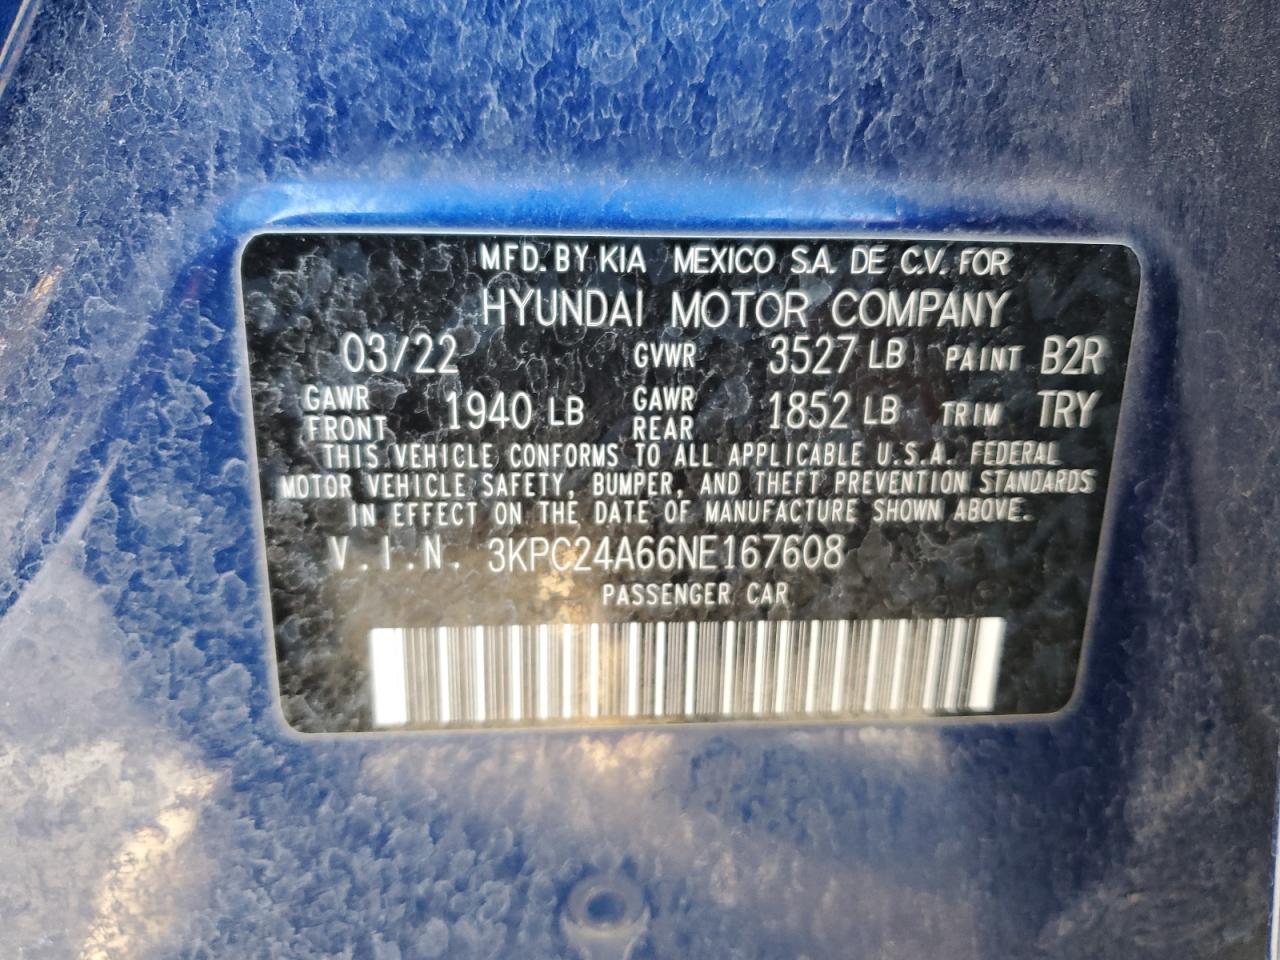 MFD. BY KIA MEXICO S.A. DE C.V. FOR
HYUNDAI MOTOR COMPANY
03/22 GVWR 3527 LB PAINT B2R
GAWR FRONT 1940 LB GAWR REAR 1852 LB TRIM TRY
THIS VEHICLE CONFORMS TO ALL APPLICABLE U.S.A. FEDERAL
MOTOR VEHICLE SAFETY, BUMPER, AND THEFT PREVENTION STANDARDS
IN EFFECT ON THE DATE OF MANUFACTURE SHOWN ABOVE.
V.I.N. 3KPC24A66NE167608
PASSENGER CAR